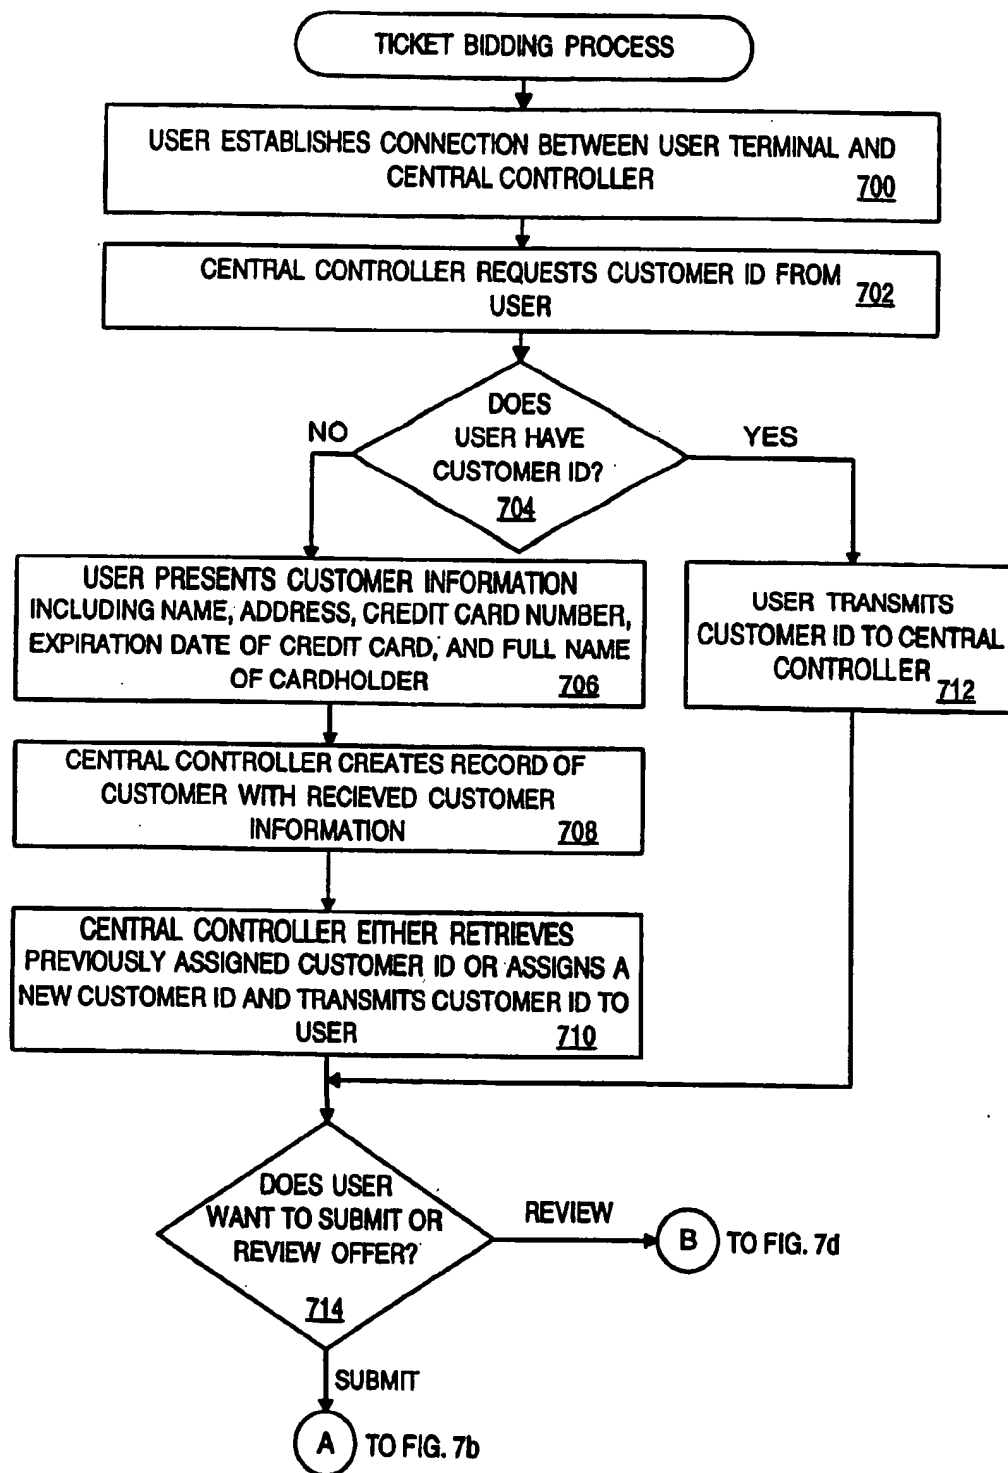 TICKET BIDDING PROCESS
USER ESTABLISHES CONNECTION BETWEEN USER TERMINAL AND
CENTRAL CONTROLLER
700
CENTRAL CONTROLLER REQUESTS CUSTOMER ID FROM
USER
702
DOES
USER HAVE
CUSTOMER ID?
704
NO
YES
USER PRESENTS CUSTOMER INFORMATION
INCLUDING NAME, ADDRESS, CREDIT CARD NUMBER,
EXPIRATION DATE OF CREDIT CARD, AND FULL NAME
OF CARDHOLDER
706
USER TRANSMITS
CUSTOMER ID TO CENTRAL
CONTROLLER
712
CENTRAL CONTROLLER CREATES RECORD OF
CUSTOMER WITH RECIEVED CUSTOMER
INFORMATION
708
CENTRAL CONTROLLER EITHER RETRIEVES
PREVIOUSLY ASSIGNED CUSTOMER ID OR ASSIGNS A
NEW CUSTOMER ID AND TRANSMITS CUSTOMER ID TO
USER
710
DOES USER
WANT TO SUBMIT OR
REVIEW OFFER?
714
REVIEW
B TO FIG. 7d
SUBMIT
A TO FIG. 7b